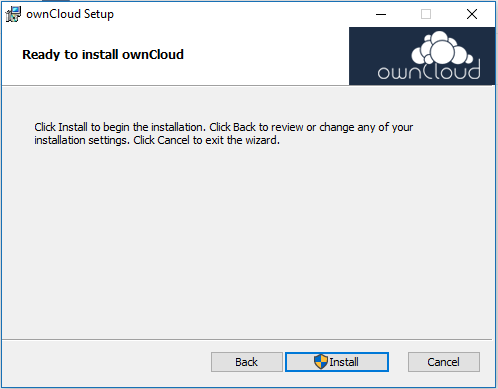 ownCloud Setup
Ready to install ownCloud
ownCloud
Click Install to begin the installation. Click Back to review or change any of your
installation settings. Click Cancel to exit the wizard.
Back
Install
Cancel